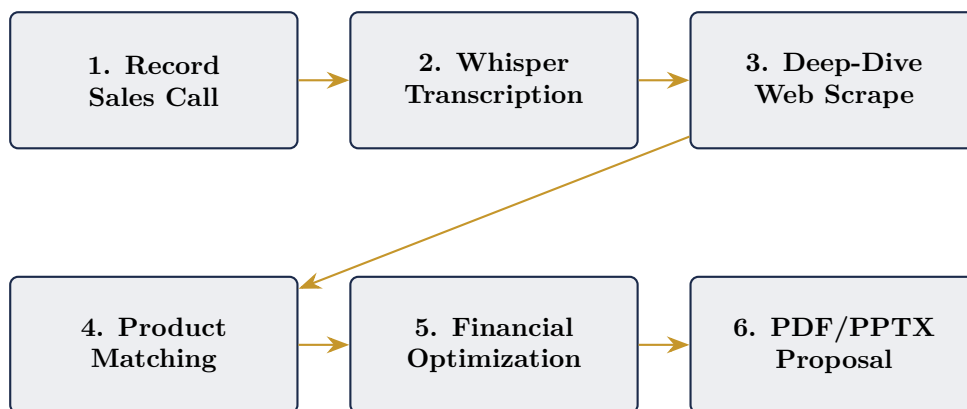 1. Record
Sales Call
2. Whisper
Transcription
3. Deep-Dive
Web Scrape
4. Product
Matching
5. Financial
Optimization
6. PDF/PPTX
Proposal